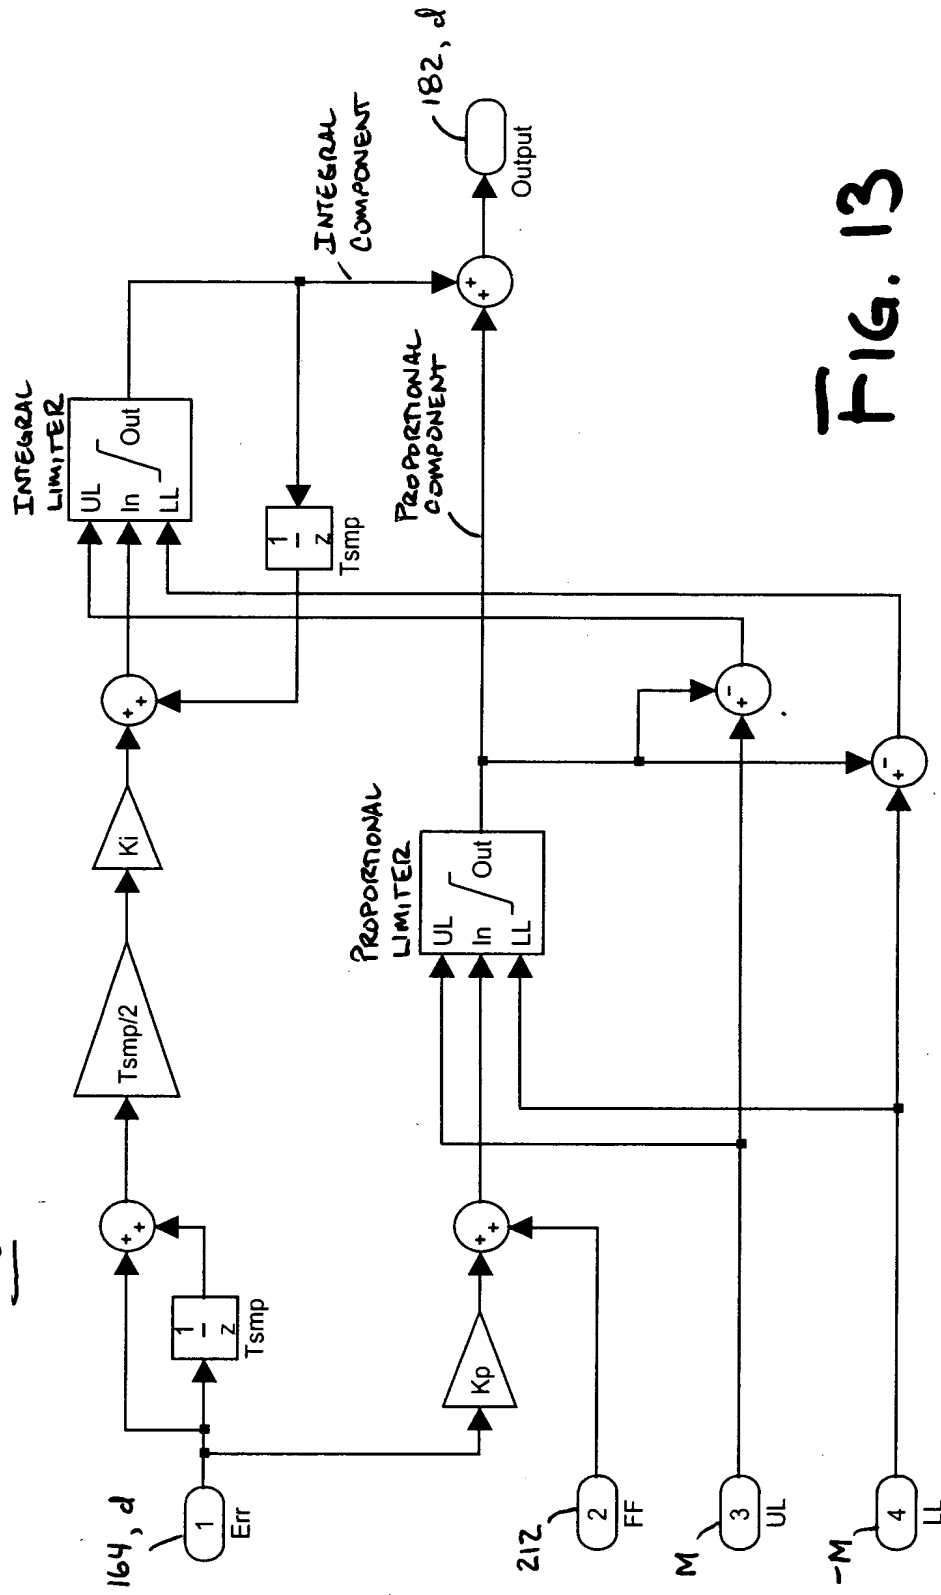 164, d
1
Err
1
z
Tsmp
+
+
Tsmp/2
Ki
+
+
INTEGRAL
LIMITER
UL
In
LL
Out
1
z
Tsmp
INTEGRAL
COMPONENT
212
2
FF
Kp
+
+
PROPORTIONAL
LIMITER
UL
In
LL
Out
PROPORTIONAL
COMPONENT
+
+
182, d
Output
M
3
UL
+
-
-M
4
LL
+
-
FIG. 13